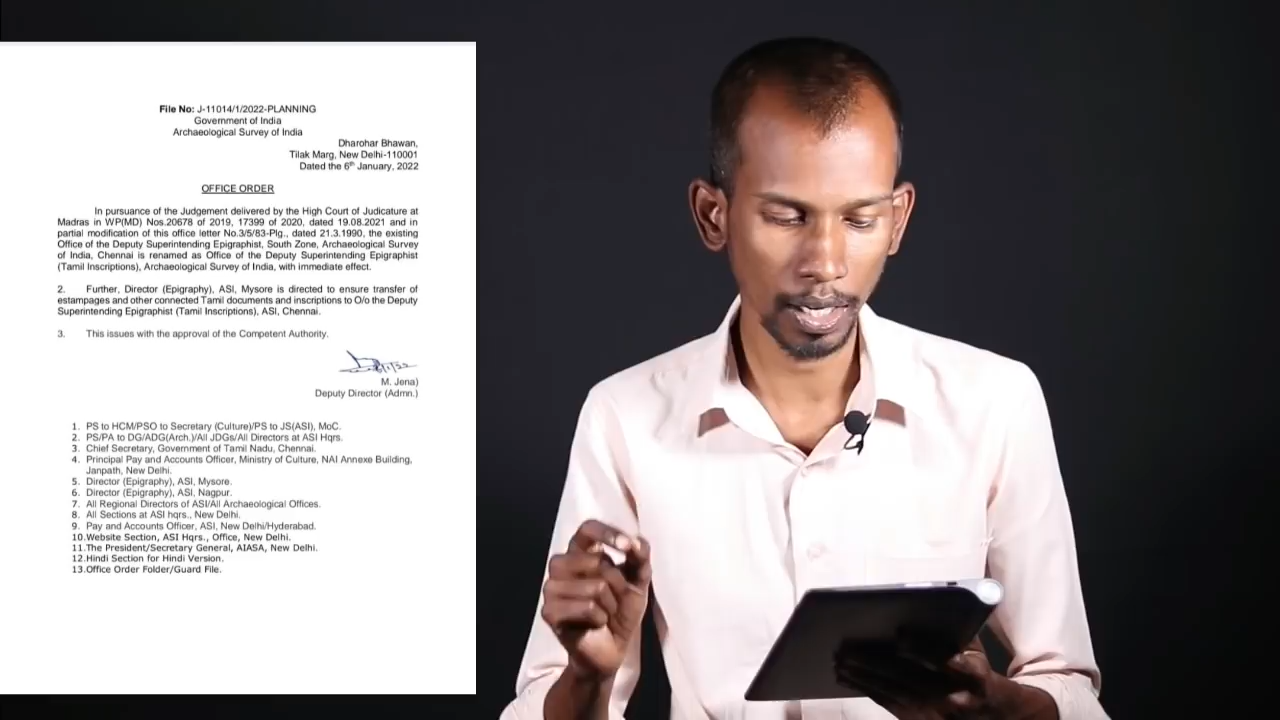 File No: J-11014/1/2022-PLANNING
Government of India
Archaeological Survey of India
Dharohar Bhawan,
Tilak Marg, New Delhi-110001
Dated the 6th January, 2022
OFFICE ORDER
In pursuance of the Judgement delivered by the High Court of Judicature at
Madras in WP(MD) Nos.20678 of 2019, 17399 of 2020, dated 19.08.2021 and in
partial modification of this office letter No.3/5/83-Plg., dated 21.3.1990, the existing
Office of the Deputy Superintending Epigraphist, South Zone, Archaeological Survey
of India, Chennai is renamed as Office of the Deputy Superintending Epigraphist
(Tamil Inscriptions), Archaeological Survey of India, with immediate effect.
2. Further, Director (Epigraphy), ASI, Mysore is directed to ensure transfer of
estampages and other connected Tamil documents and inscriptions to O/o the Deputy
Superintending Epigraphist (Tamil Inscriptions), ASI, Chennai.
3. This issues with the approval of the Competent Authority.
M. Jena)
Deputy Director (Admn.)
1. PS to HCM/PSO to Secretary (Culture)/PS to JS(ASI), MoC.
2. PS/PA to DG/ADG(Arch.)/All JDGs/All Directors at ASI Hqrs.
3. Chief Secretary, Government of Tamil Nadu, Chennai.
4. Principal Pay and Accounts Officer, Ministry of Culture, NAI Annexe Building,
Janpath, New Delhi.
5. Director (Epigraphy), ASI, Mysore.
6. Director (Epigraphy), ASI, Nagpur.
7. All Regional Directors of ASI/All Archaeological Offices.
8. All Sections at ASI hqrs., New Delhi.
9. Pay and Accounts Officer, ASI, New Delhi/Hyderabad.
10.Website Section, ASI Hqrs., Office, New Delhi.
11.The President/Secretary General, AIASA, New Delhi.
12.Hindi Section for Hindi Version.
13.Office Order Folder/Guard File.